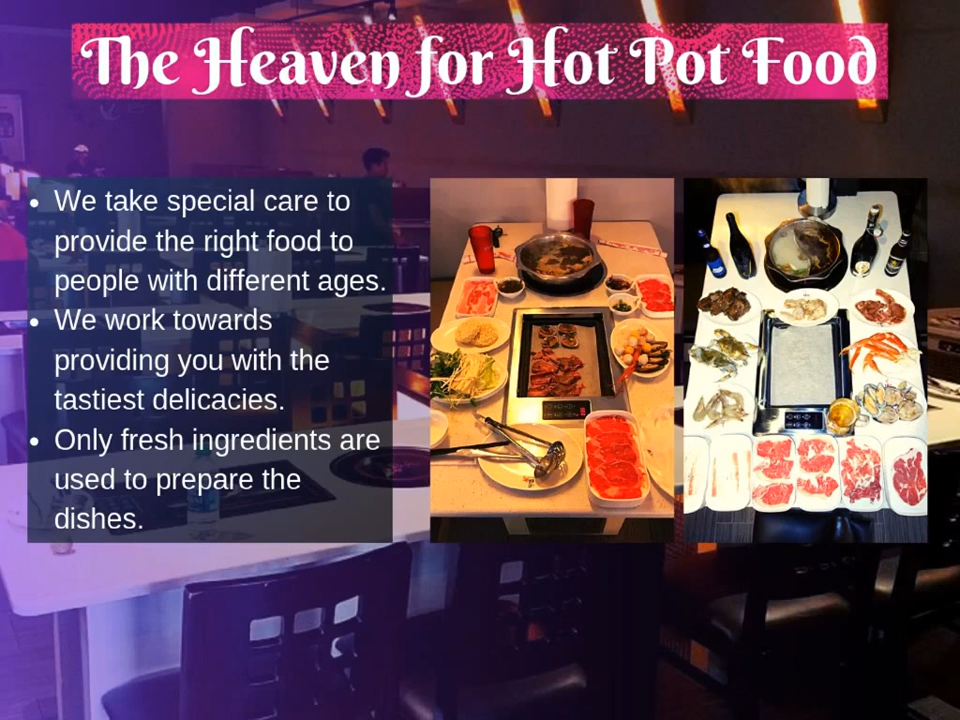 The Heaven for Hot Pot Food
• We take special care to
provide the right food to
people with different ages.
• We work towards
providing you with the
tastiest delicacies.
• Only fresh ingredients are
used to prepare the
dishes.